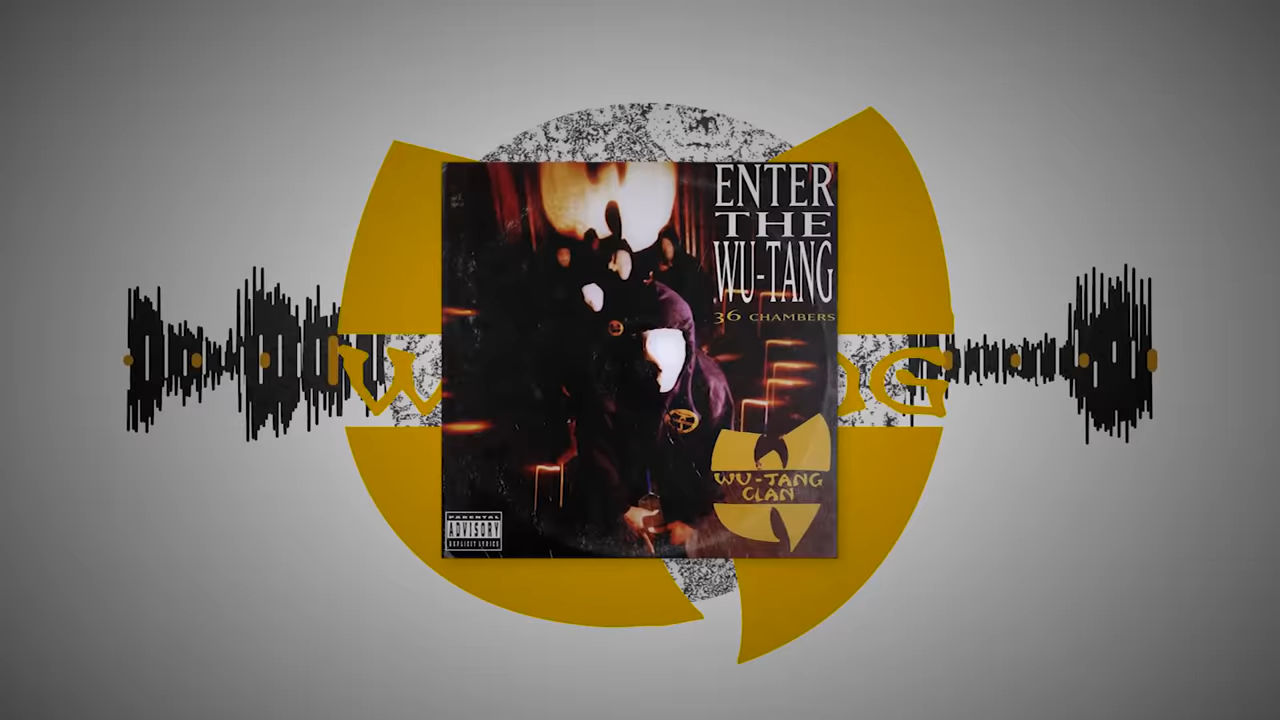 ENTER
THE
WU-TANG
36 CHAMBERS
WU-TANG
CLAN
PARENTAL
ADVISORY
EXPLICIT LYRICS
W
G